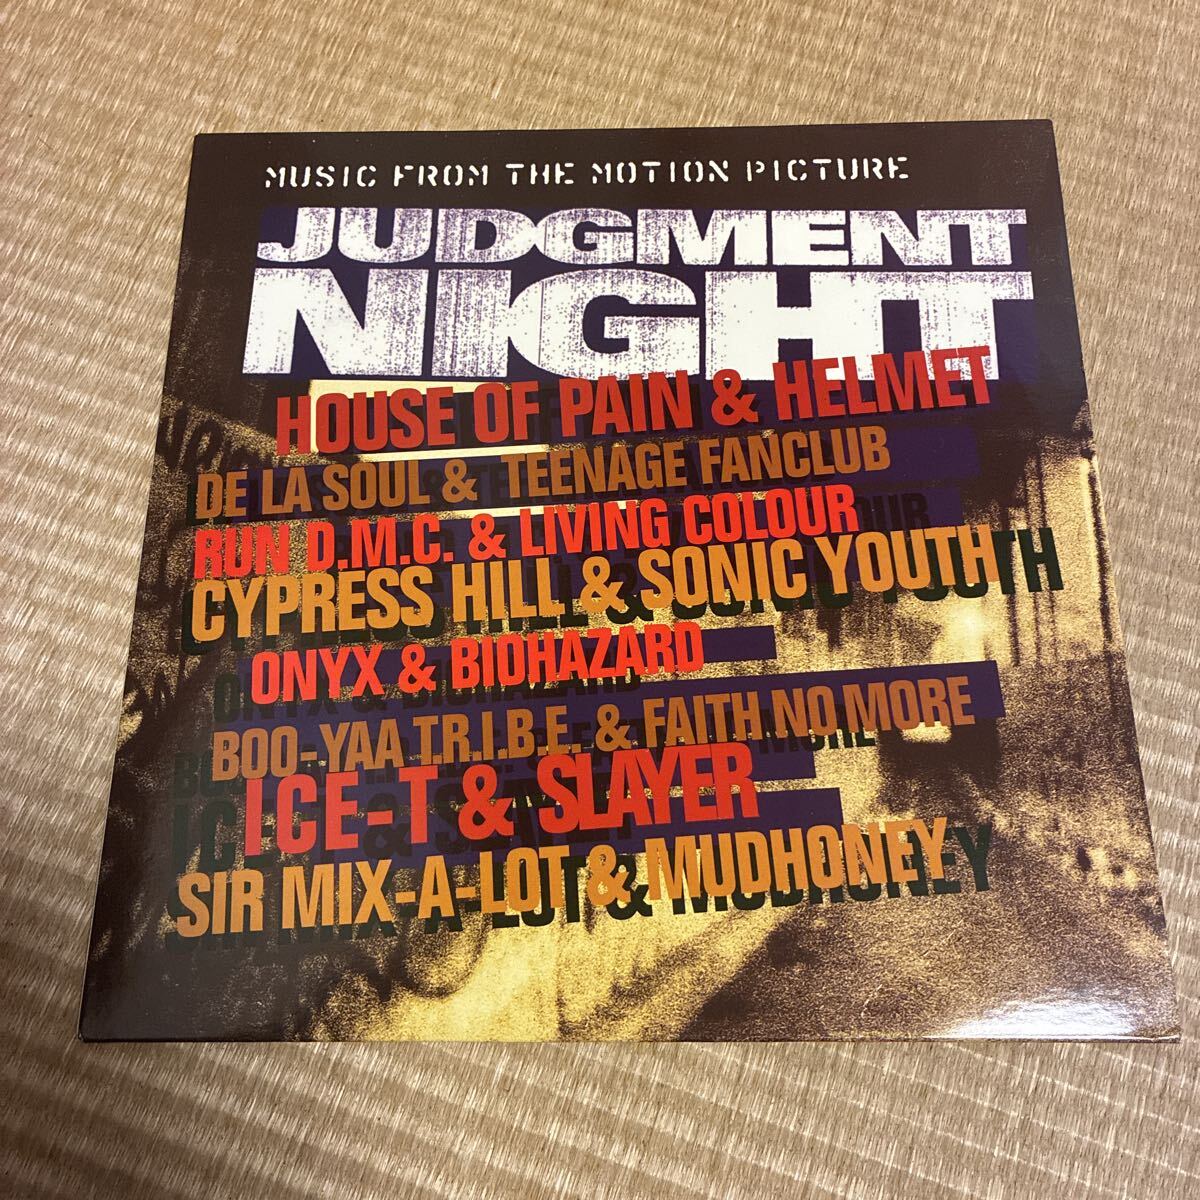 MUSIC FROM THE MOTION PICTURE
JUDGMENT
NIGHT
HOUSE OF PAIN & HELMET
DE LA SOUL & TEENAGE FANCLUB
RUN D.M.C. & LIVING COLOUR
CYPRESS HILL & SONIC YOUTH
ONYX & BIOHAZARD
BOO-YAA T.R.I.B.E. & FAITH NO MORE
ICE-T & SLAYER
SIR MIX-A-LOT & MUDHONEY